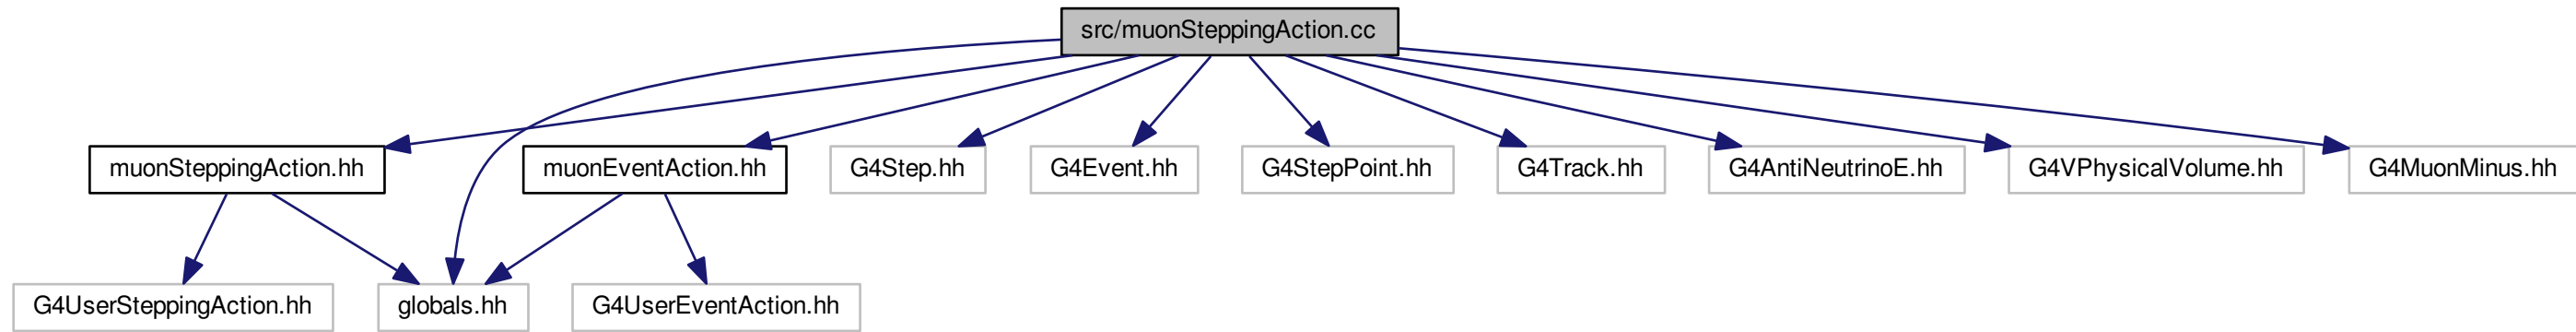 src/muonSteppingAction.cc
muonSteppingAction.hh
muonEventAction.hh
G4Step.hh
G4Event.hh
G4StepPoint.hh
G4Track.hh
G4AntiNeutrinoE.hh
G4VPhysicalVolume.hh
G4MuonMinus.hh
G4UserSteppingAction.hh
globals.hh
G4UserEventAction.hh